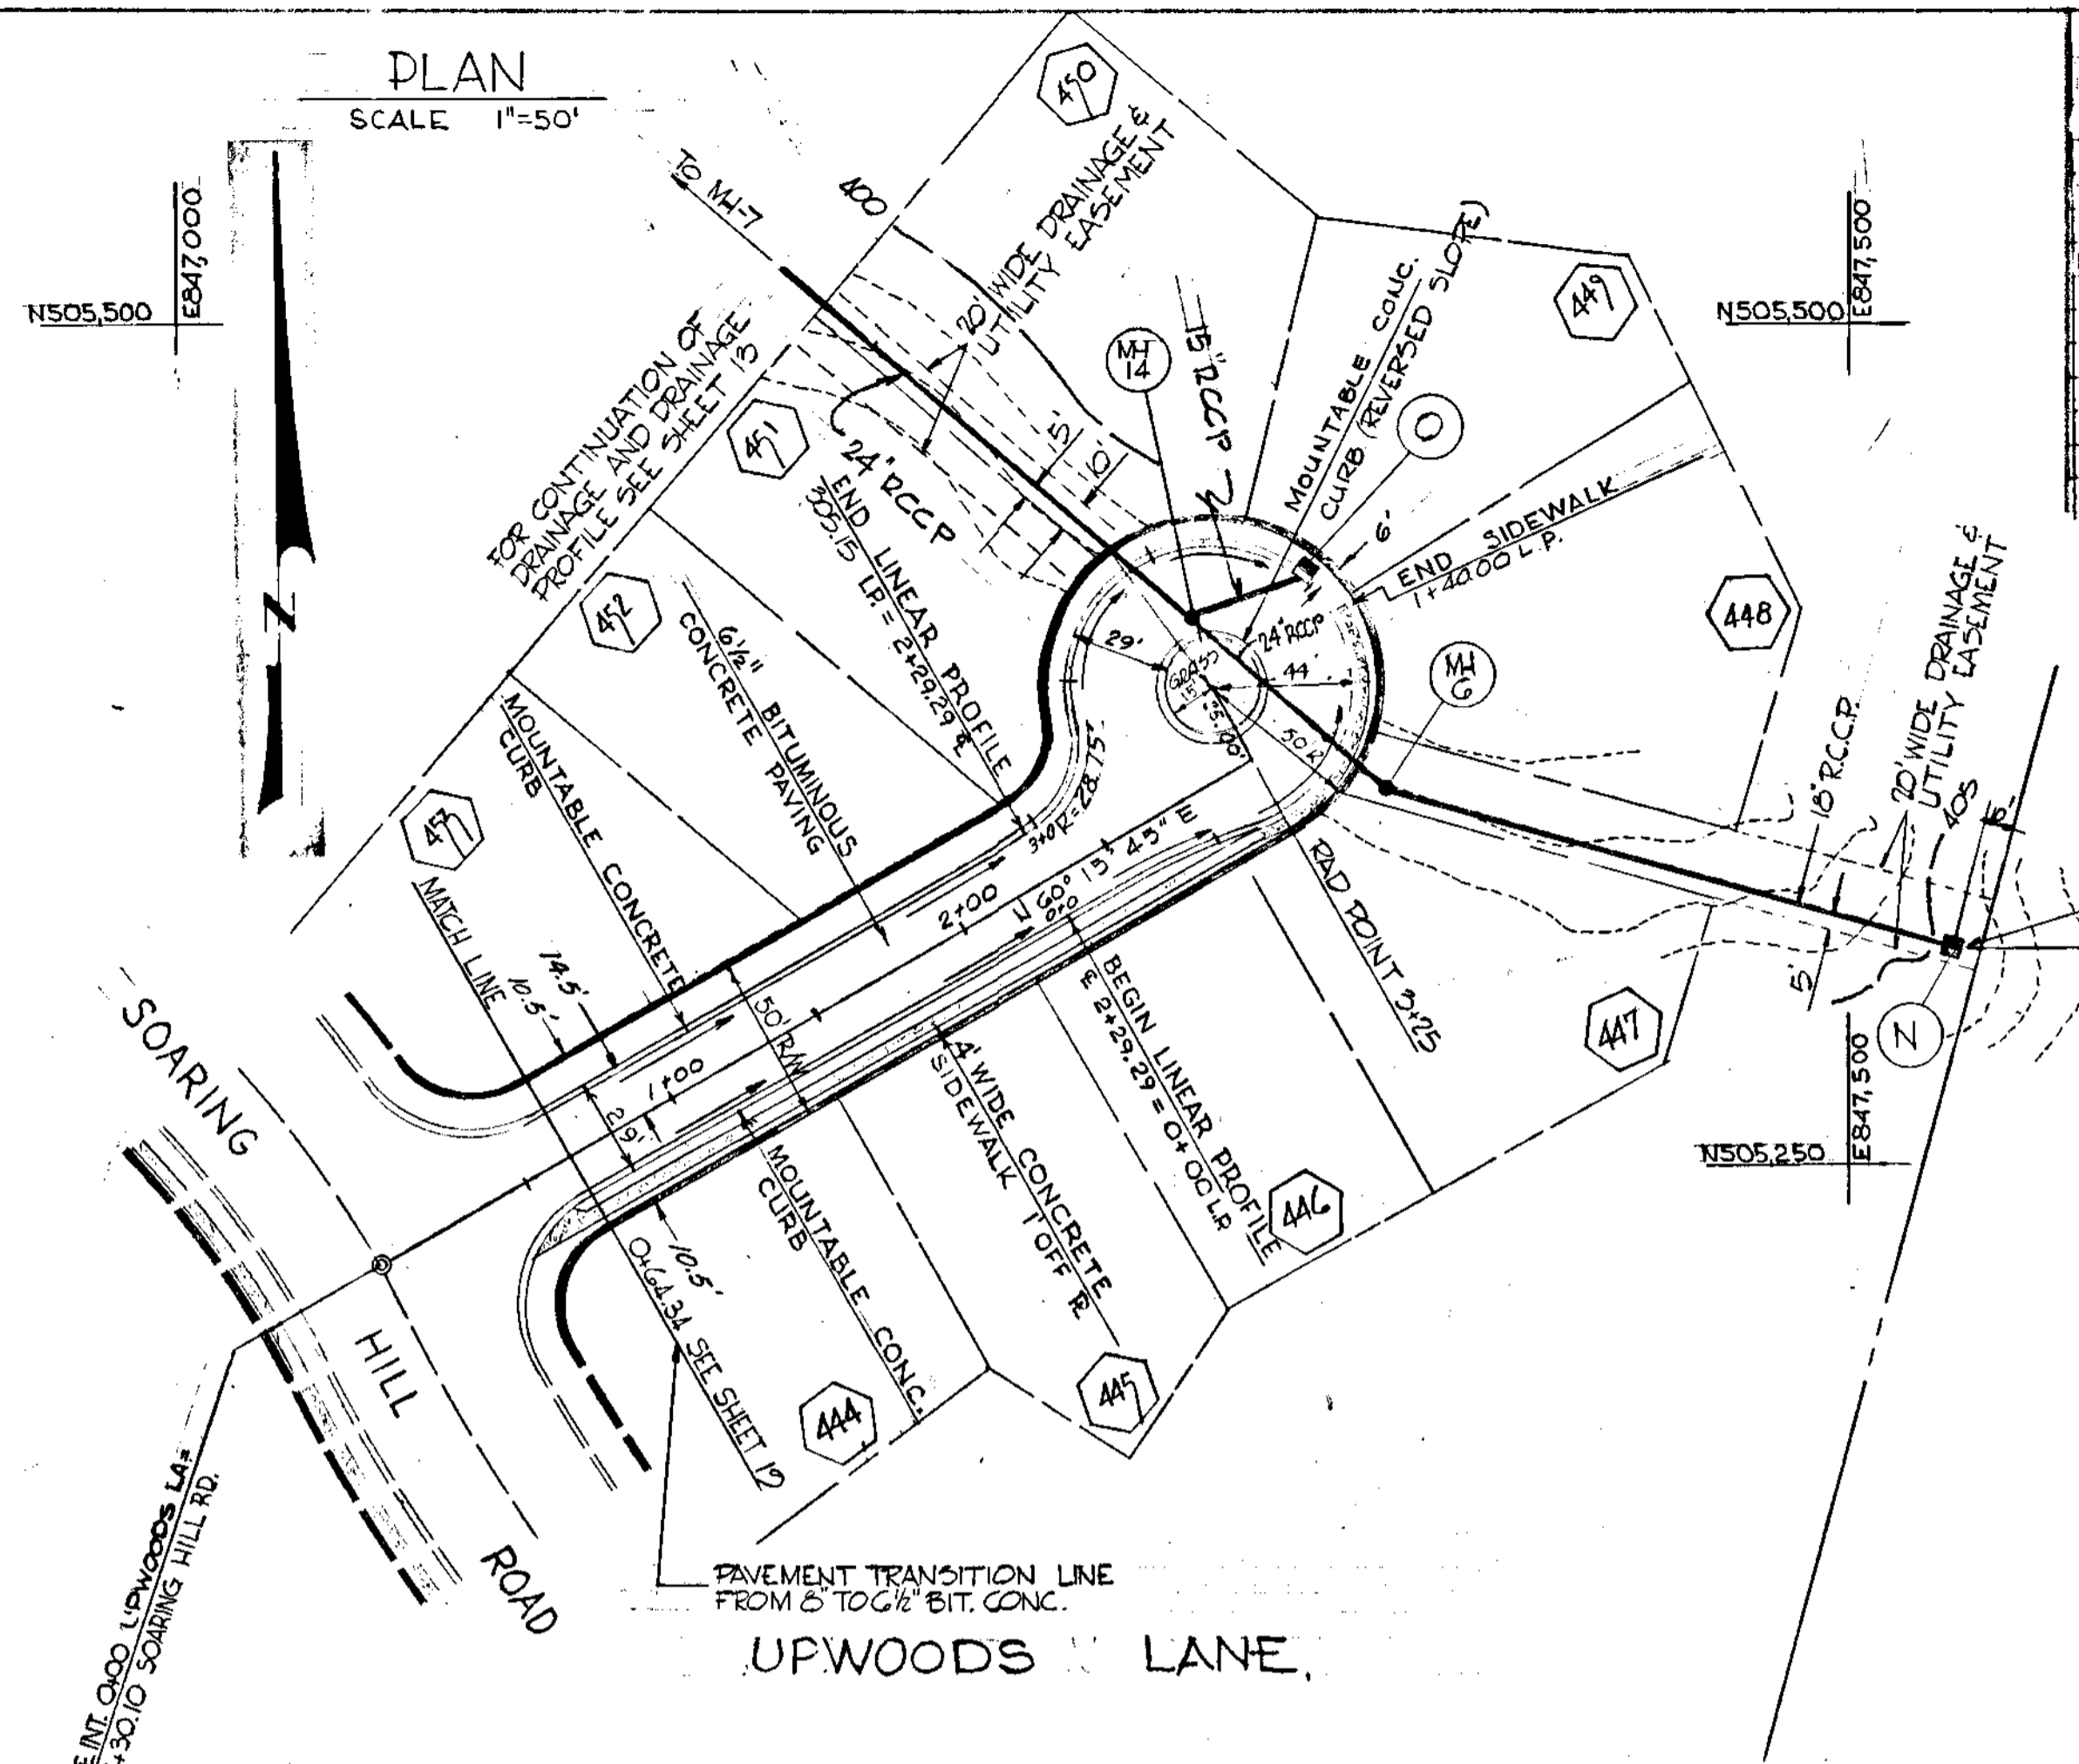 PLAN
SCALE 1"=50'
N505,500
E847,000
TO MH-7
400
450
20' WIDE DRAINAGE &
UTILITY EASEMENT
N505,500
E847,500
449
MH
14
15" RCCP
MOUNTABLE CONC.
CURB (REVERSED SLOPE)
O
FOR CONTINUATION OF
DRAINAGE AND DRAINAGE
PROFILE SEE SHEET 13
451
24" RCCP
5'
10'
6'
END SIDEWALK
1+40.00 L.P.
END LINEAR PROFILE
305.15 L.P. = 2+29.29 ℄
452
6½" BITUMINOUS
CONCRETE PAVING
448
MH
6
29'
GRASS
15'
24" RCCP
44'
50' R
5.00'
20' WIDE DRAINAGE &
UTILITY EASEMENT
18" R.C.C.P.
405
5'
MOUNTABLE CONCRETE
CURB
453
R=28.75'
3+0
MATCH LINE
14.5'
10.5'
2+00
N 60° 15' 45" E
0+0
RAD POINT 3+25
447
5'
Z
N505,250
E847,500
SOARING
HILL
ROAD
1+00
50' R/W
29'
10.5'
BEGIN LINEAR PROFILE
℄ 2+29.29 = 0+00 L.P.
4' WIDE CONCRETE
SIDEWALK 1' OFF ℄
446
MOUNTABLE CONC.
CURB
0+64.34 SEE SHEET 12
444
445
PAVEMENT TRANSITION LINE
FROM 8" TO 6½" BIT. CONC.
UPWOODS LANE.
INT. 0+00 UPWOODS LA=
+30.10 SOARING HILL RD.
N